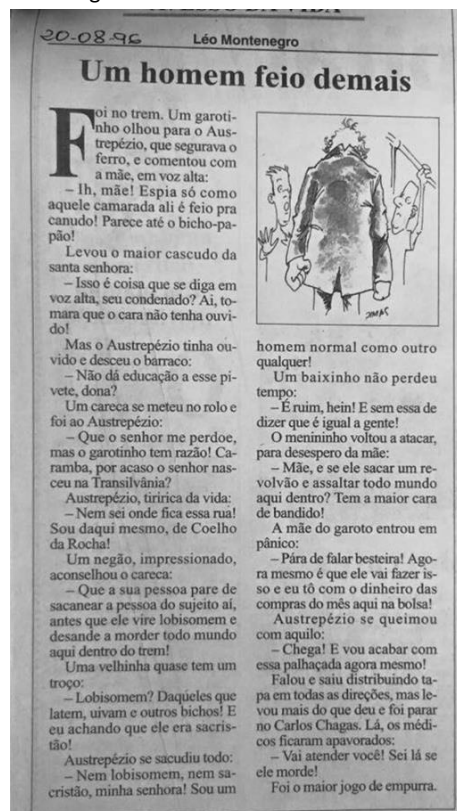 20-08-96
Léo Montenegro
Um homem feio demais
Foi no trem. Um garoti-
nho olhou para o Aus-
trepézio, que segurava o
ferro, e comentou com
a mãe, em voz alta:
– Ih, mãe! Espia só como
aquele camarada ali é feio pra
canudo! Parece até o bicho-pa-
pão!
Levou o maior cascudo da
santa senhora:
– Isso é coisa que se diga em
voz alta, seu condenado? Ai, to-
mara que o cara não tenha ouvi-
do!
Mas o Austrepézio tinha ou-
vido e desceu o barraco:
– Não dá educação a esse pi-
vete, dona?
Um careca se meteu no rolo e
foi ao Austrepézio:
– Que o senhor me perdoe,
mas o garotinho tem razão! Ca-
ramba, por acaso o senhor nas-
ceu na Transilvânia?
Austrepézio, tiririca da vida:
– Nem sei onde fica essa rua!
Sou daqui mesmo, de Coelho
da Rocha!
Um negão, impressionado,
aconselhou o careca:
– Que a sua pessoa pare de
sacanear a pessoa do sujeito aí,
antes que ele vire lobisomem e
desande a morder todo mundo
aqui dentro do trem!
Uma velhinha quase tem um
troço:
– Lobisomem? Daqueles que
latem, uivam e outros bichos! E
eu achando que ele era sacris-
tão!
Austrepézio se sacudiu todo:
– Nem lobisomem, nem sa-
cristão, minha senhora! Sou um
homem normal como outro
qualquer!
Um baixinho não perdeu
tempo:
– É ruim, hein! E sem essa de
dizer que é igual a gente!
O menininho voltou a atacar,
para desespero da mãe:
– Mãe, e se ele sacar um re-
volvão e assaltar todo mundo
aqui dentro? Tem a maior cara
de bandido!
A mãe do garoto entrou em
pânico:
– Pára de falar besteira! Ago-
ra mesmo é que ele vai fazer is-
so e eu tô com o dinheiro das
compras do mês aqui na bolsa!
Austrepézio se queimou
com aquilo:
– Chega! E vou acabar com
essa palhaçada agora mesmo!
Falou e saiu distribuindo ta-
pa em todas as direções, mas le-
vou mais do que deu e foi parar
no Carlos Chagas. Lá, os médi-
cos ficaram apavorados:
– Vai atender você! Sei lá se
ele morde!
Foi o maior jogo de empurra.